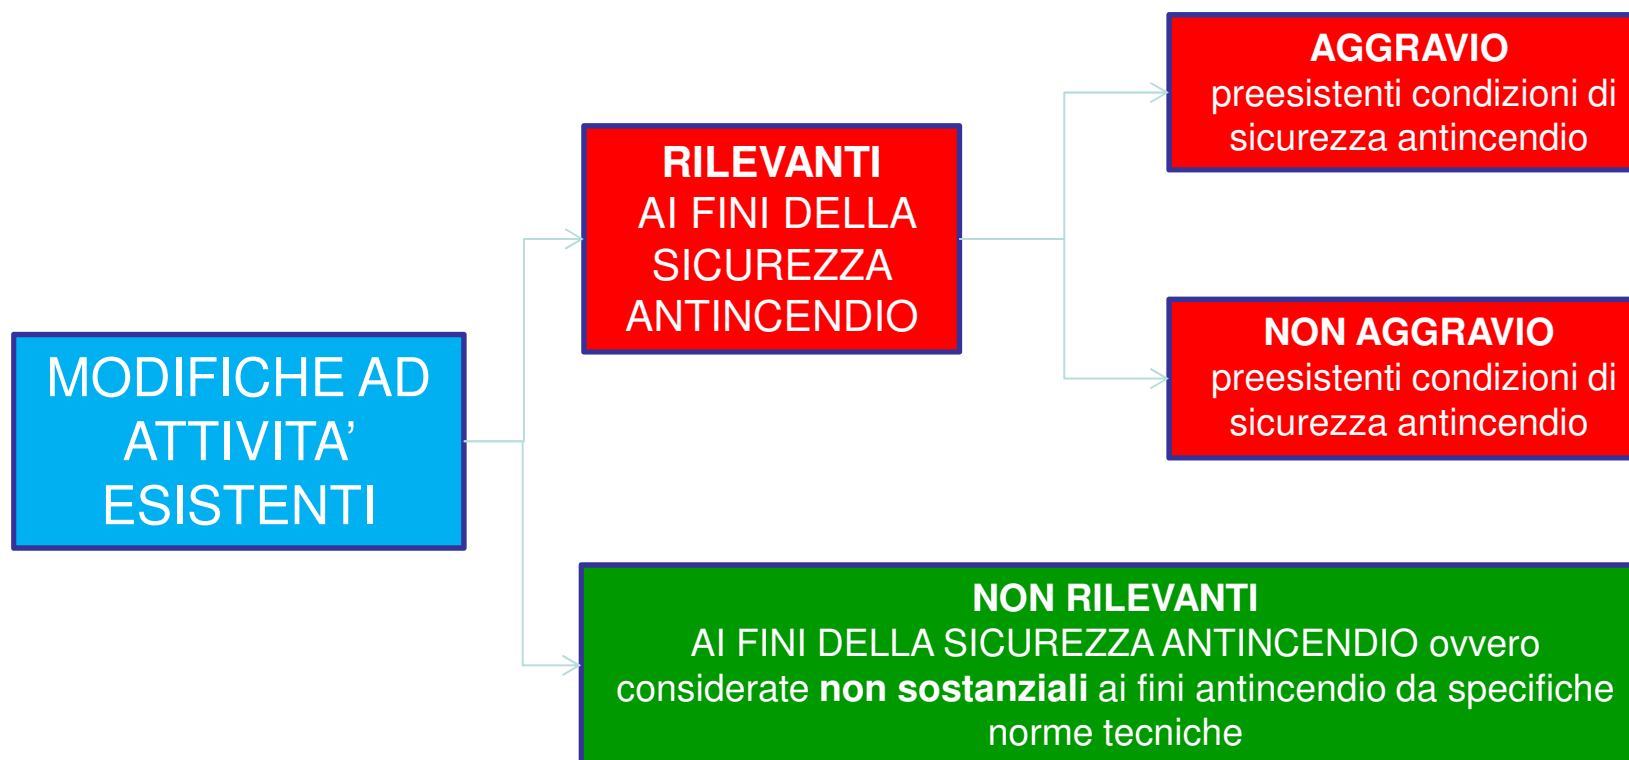 AGGRAVIO
preesistenti condizioni di
sicurezza antincendio
RILEVANTI
AI FINI DELLA
SICUREZZA
ANTINCENDIO
NON AGGRAVIO
preesistenti condizioni di
sicurezza antincendio
MODIFICHE AD
ATTIVITA’
ESISTENTI
NON RILEVANTI
AI FINI DELLA SICUREZZA ANTINCENDIO ovvero
considerate non sostanziali ai fini antincendio da specifiche
norme tecniche